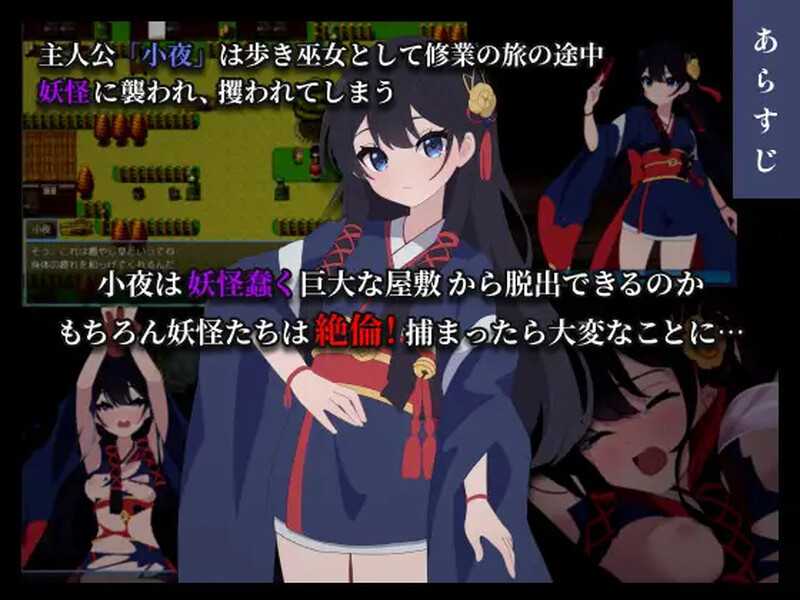 あらすじ
主人公「小夜」は歩き巫女として修業の旅の途中
妖怪に襲われ、攫われてしまう
小夜
小夜は妖怪蠢く巨大な屋敷から脱出できるのか
もちろん妖怪たちは絶倫！捕まったら大変なことに…